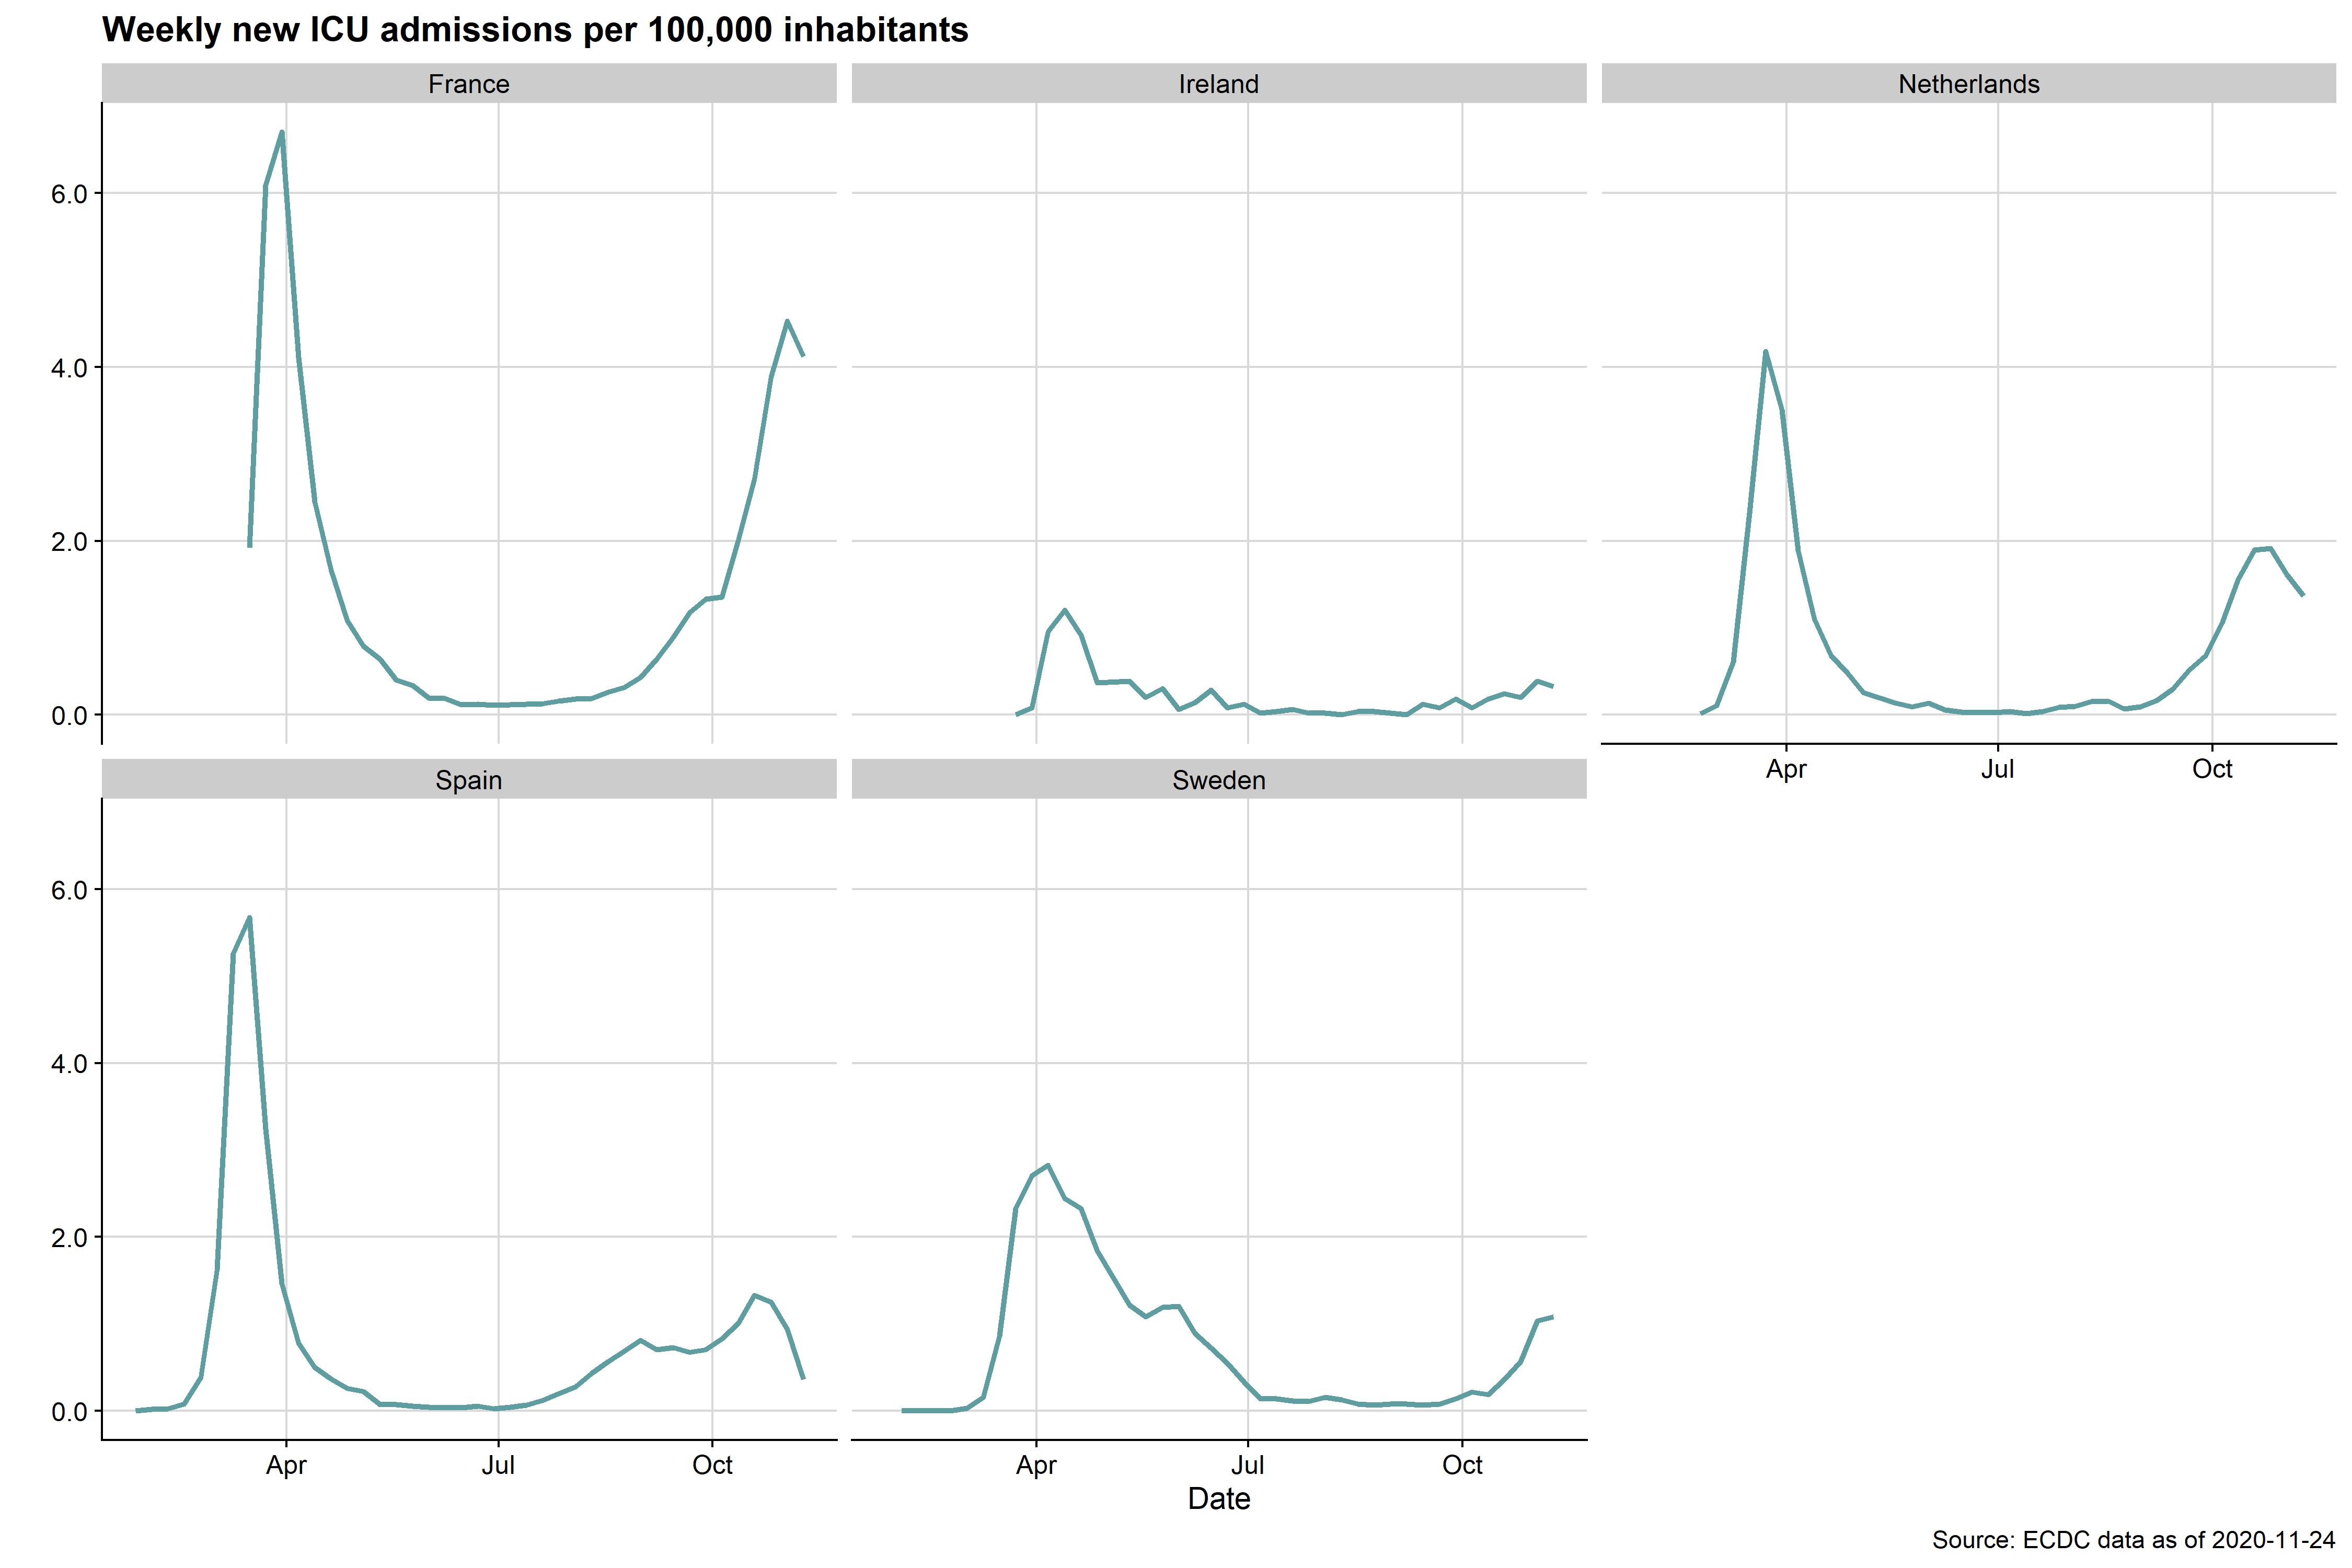 Weekly new ICU admissions per 100,000 inhabitants
France
Ireland
Netherlands
6.0
4.0
2.0
0.0
Apr
Jul
Oct
Spain
Sweden
6.0
4.0
2.0
0.0
Apr
Jul
Oct
Apr
Jul
Oct
Date
Source: ECDC data as of 2020-11-24